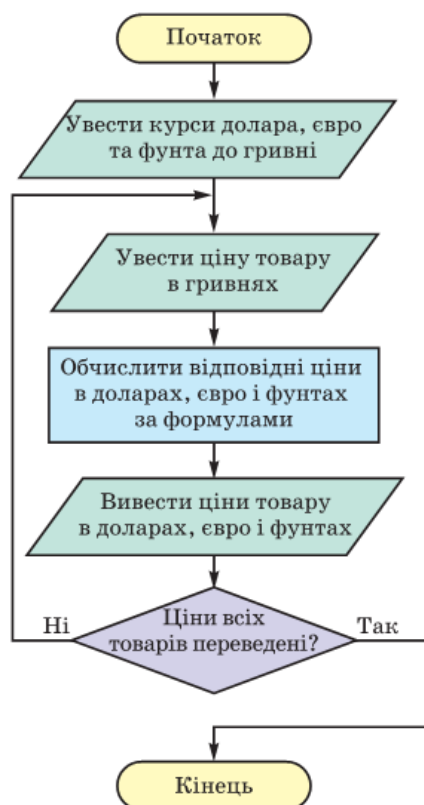 Початок
Увести курси долара, євро
та фунта до гривні
Увести ціну товару
в гривнях
Обчислити відповідні ціни
в доларах, євро і фунтах
за формулами
Вивести ціни товару
в доларах, євро і фунтах
Ні
Ціни всіх
товарів переведені?
Так
Кінець